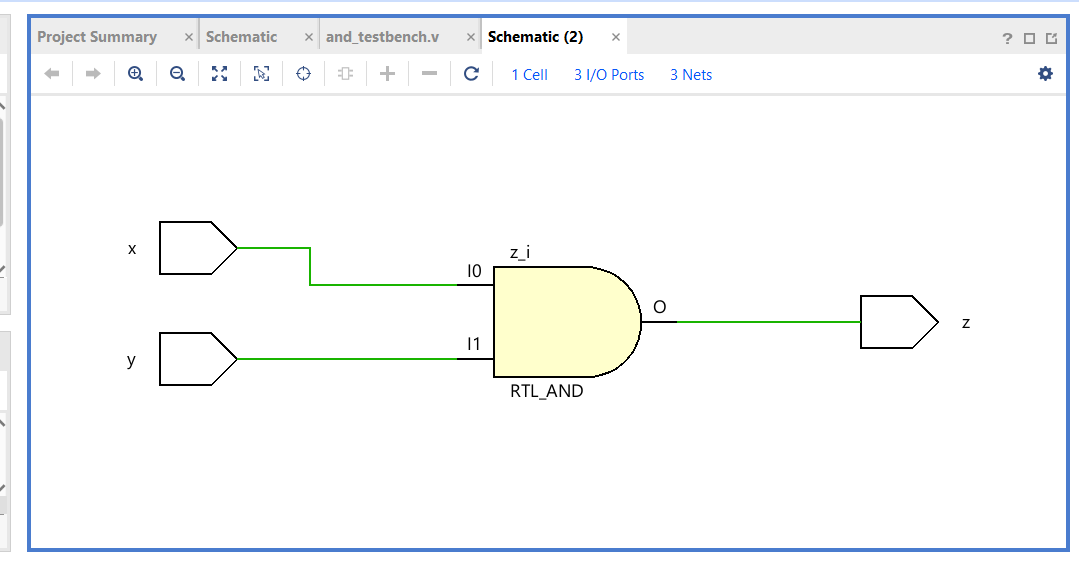 Project Summary × Schematic × and_testbench.v × Schematic (2) × ?
1 Cell 3 I/O Ports 3 Nets
x
z_i
I0
O
z
I1
y
RTL_AND